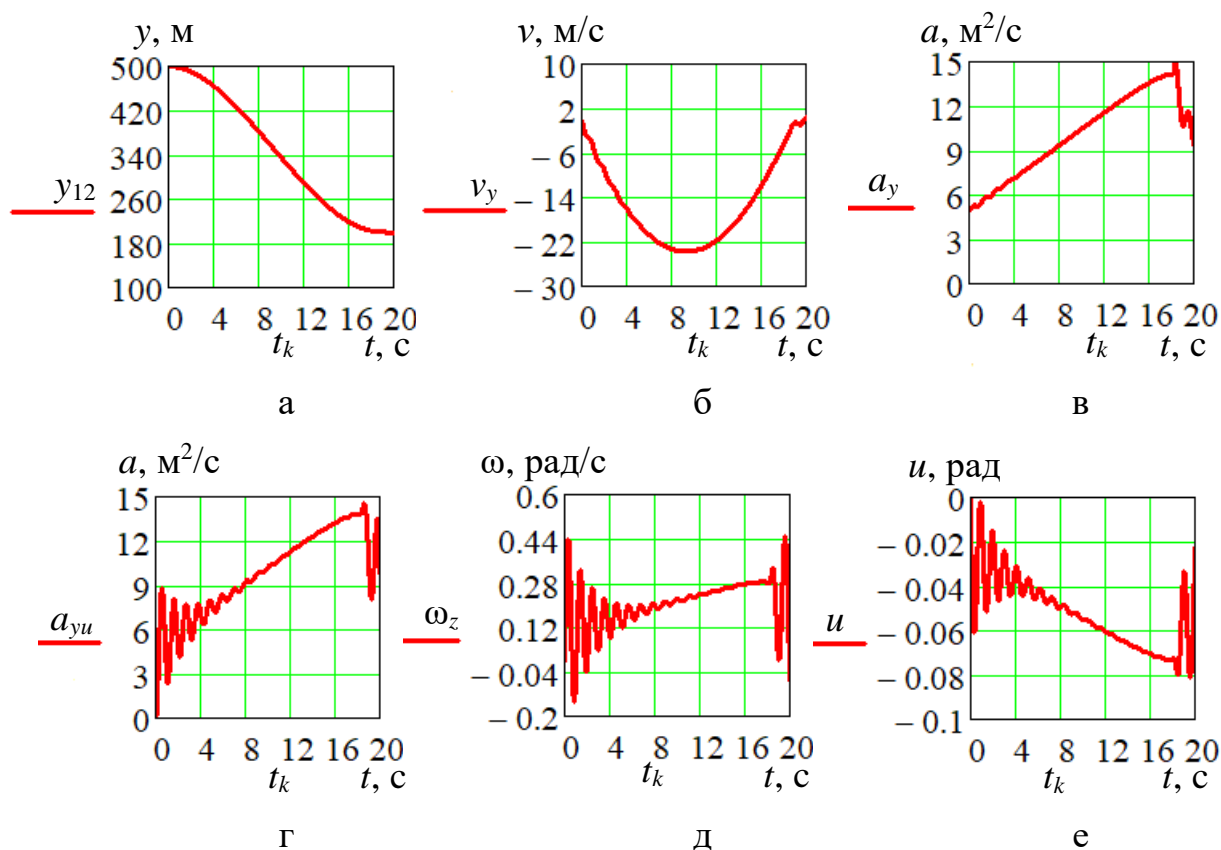 y, м
v, м/с
a, м²/с
500
420
340
260
180
100
y₁₂
0 4 8 12 16 20
tₖ t, с
10
2
– 6
– 14
– 22
– 30
v_y
0 4 8 12 16 20
tₖ t, с
15
12
9
6
3
0
a_y
0 4 8 12 16 20
tₖ t, с
а
б
в
a, м²/с
ω, рад/с
u, рад
15
12
9
6
3
0
a_yu
0 4 8 12 16 20
tₖ t, с
0.6
0.44
0.28
0.12
– 0.04
– 0.2
ω_z
0 4 8 12 16 20
tₖ t, с
0
– 0.02
– 0.04
– 0.06
– 0.08
– 0.1
u
0 4 8 12 16 20
tₖ t, с
г
д
е